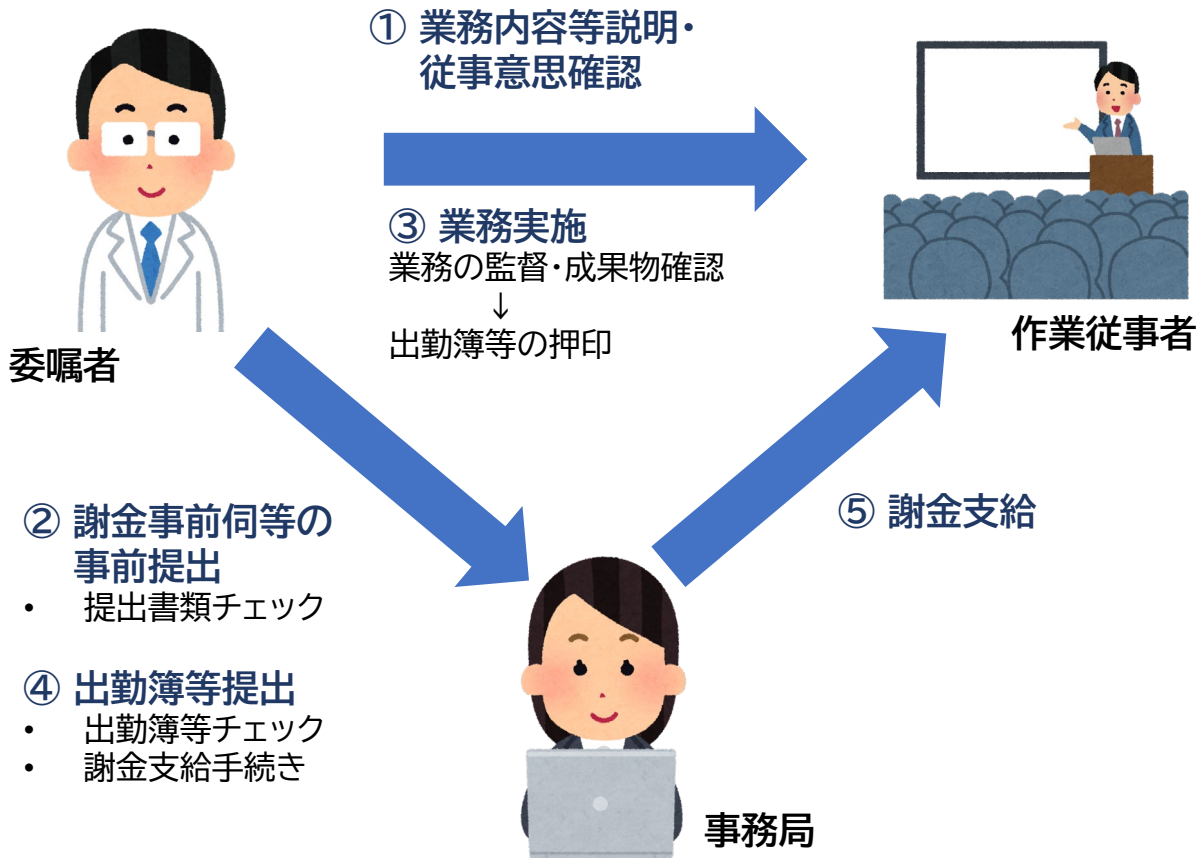 ① 業務内容等説明・
従事意思確認
③ 業務実施
業務の監督・成果物確認
↓
出勤簿等の押印
委嘱者
作業従事者
② 謝金事前伺等の
事前提出
• 提出書類チェック
④ 出勤簿等提出
• 出勤簿等チェック
• 謝金支給手続き
⑤ 謝金支給
事務局